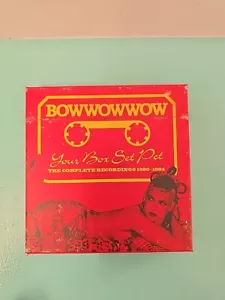 BOWWOWWOW
Your Box Set Pet
THE COMPLETE RECORDINGS 1980-1984